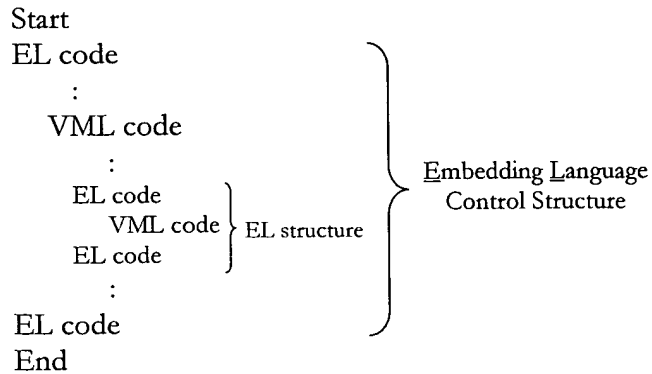 Start
EL code
:
VML code
:
EL code
VML code
EL code
EL structure
:
EL code
End
Embedding Language
Control Structure